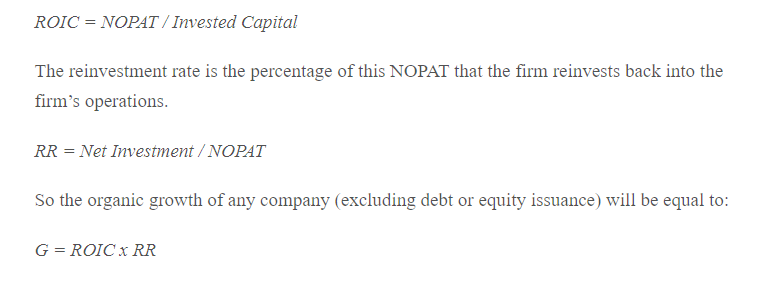 ROIC = NOPAT / Invested Capital
The reinvestment rate is the percentage of this NOPAT that the firm reinvests back into the
firm’s operations.
RR = Net Investment / NOPAT
So the organic growth of any company (excluding debt or equity issuance) will be equal to:
G = ROIC x RR